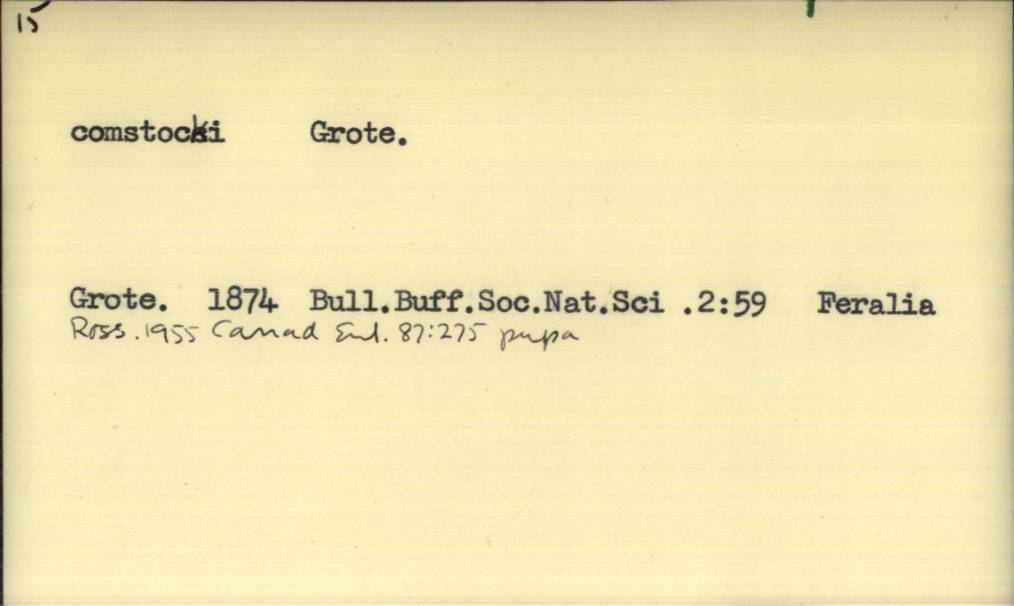 15
comstocki Grote.
Grote. 1874 Bull.Buff.Soc.Nat.Sci .2:59 Feralia
Ross. 1955 Canad Ent. 87:275 pupa